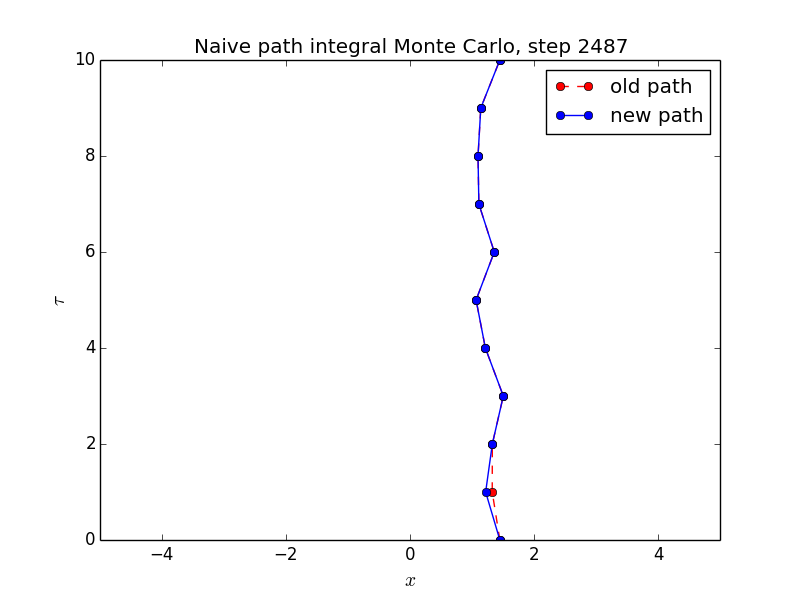 Naive path integral Monte Carlo, step 2487
10
old path
new path
8
6
τ
4
2
0
−4 −2 0 2 4
x